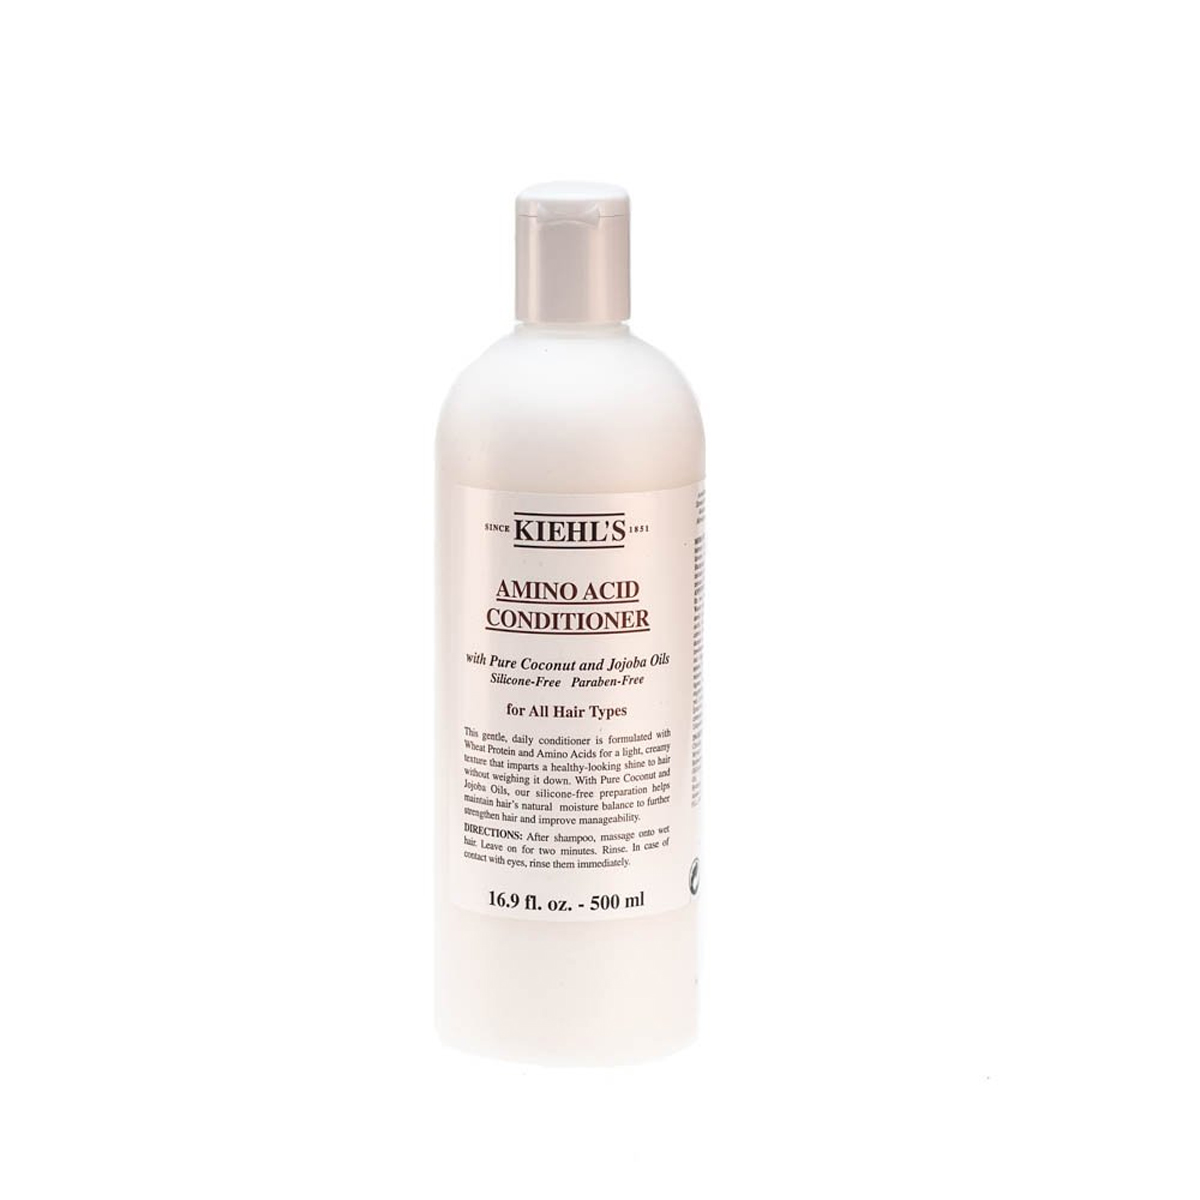 SINCE KIEHL'S 1851
AMINO ACID
CONDITIONER
with Pure Coconut and Jojoba Oils
Silicone-Free Paraben-Free
for All Hair Types
This gentle, daily conditioner is formulated with
Wheat Protein and Amino Acids for a light, creamy
texture that imparts a healthy-looking shine to hair
without weighing it down. With Pure Coconut and
Jojoba Oils, our silicone-free preparation helps
maintain hair's natural moisture balance to further
strengthen hair and improve manageability.
DIRECTIONS: After shampoo, massage onto wet
hair. Leave on for two minutes. Rinse. In case of
contact with eyes, rinse them immediately.
16.9 fl. oz. - 500 ml